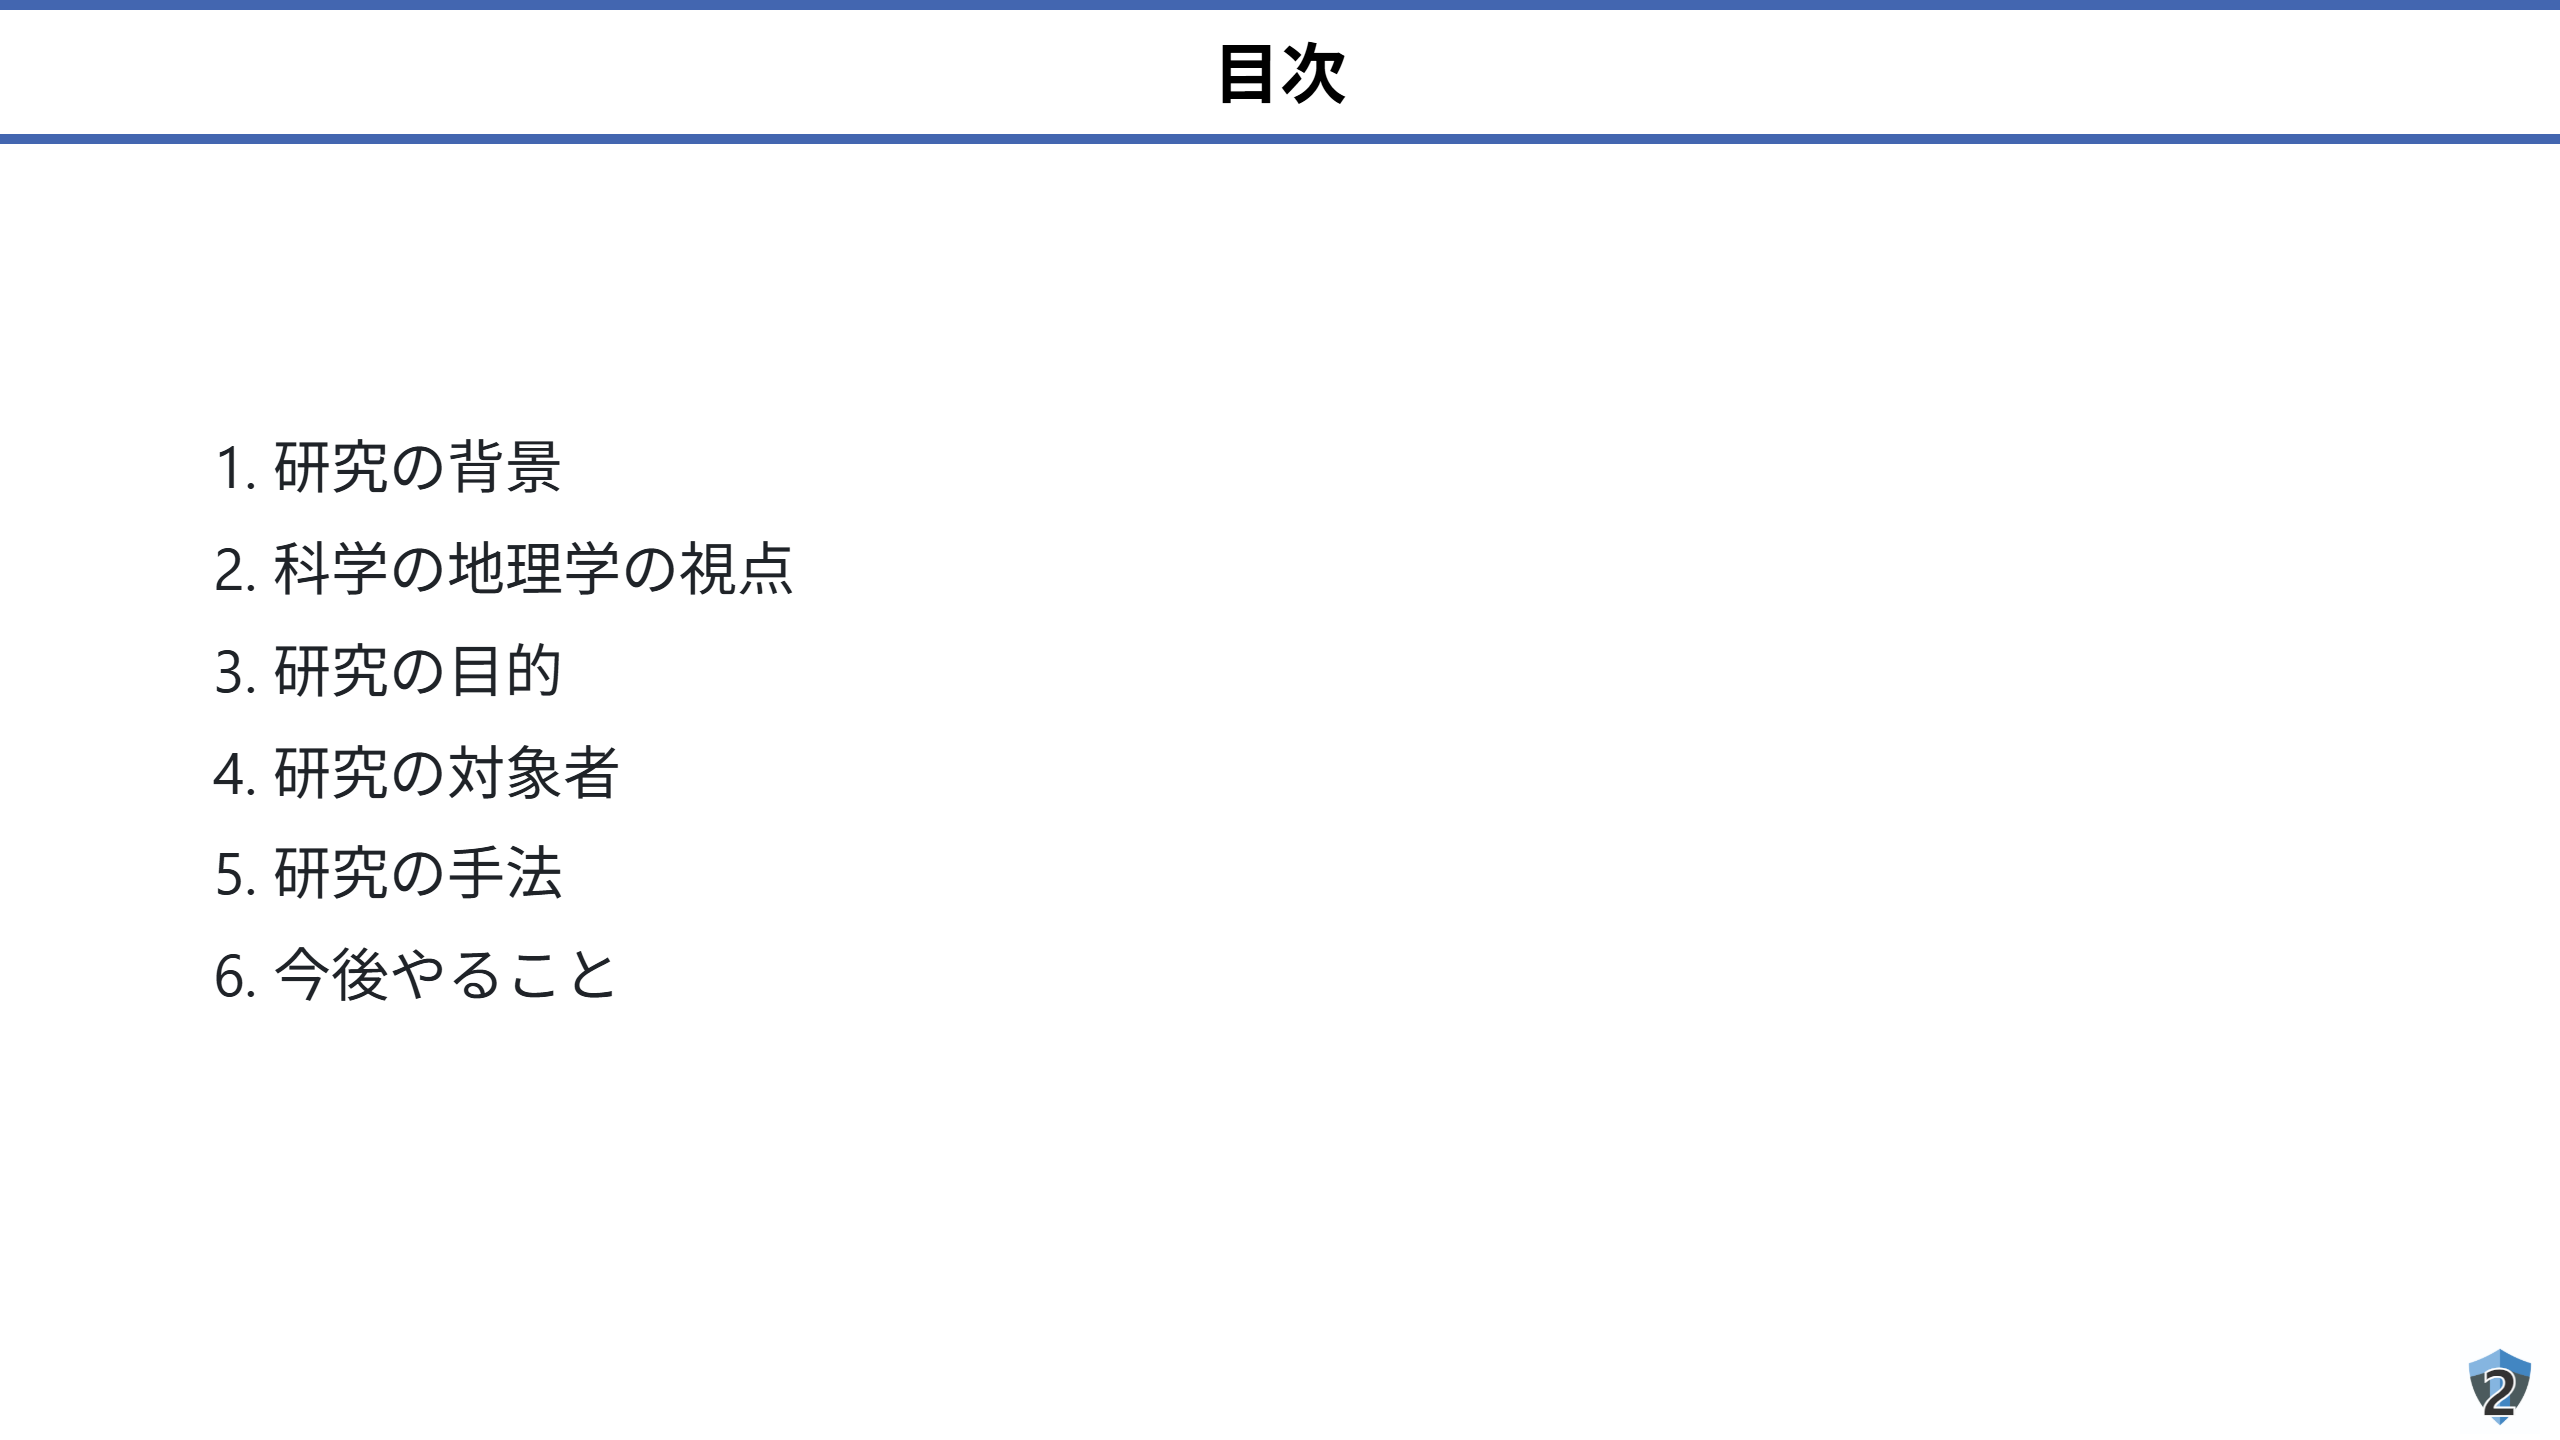 目次
1. 研究の背景
2. 科学の地理学の視点
3. 研究の目的
4. 研究の対象者
5. 研究の手法
6. 今後やること
2